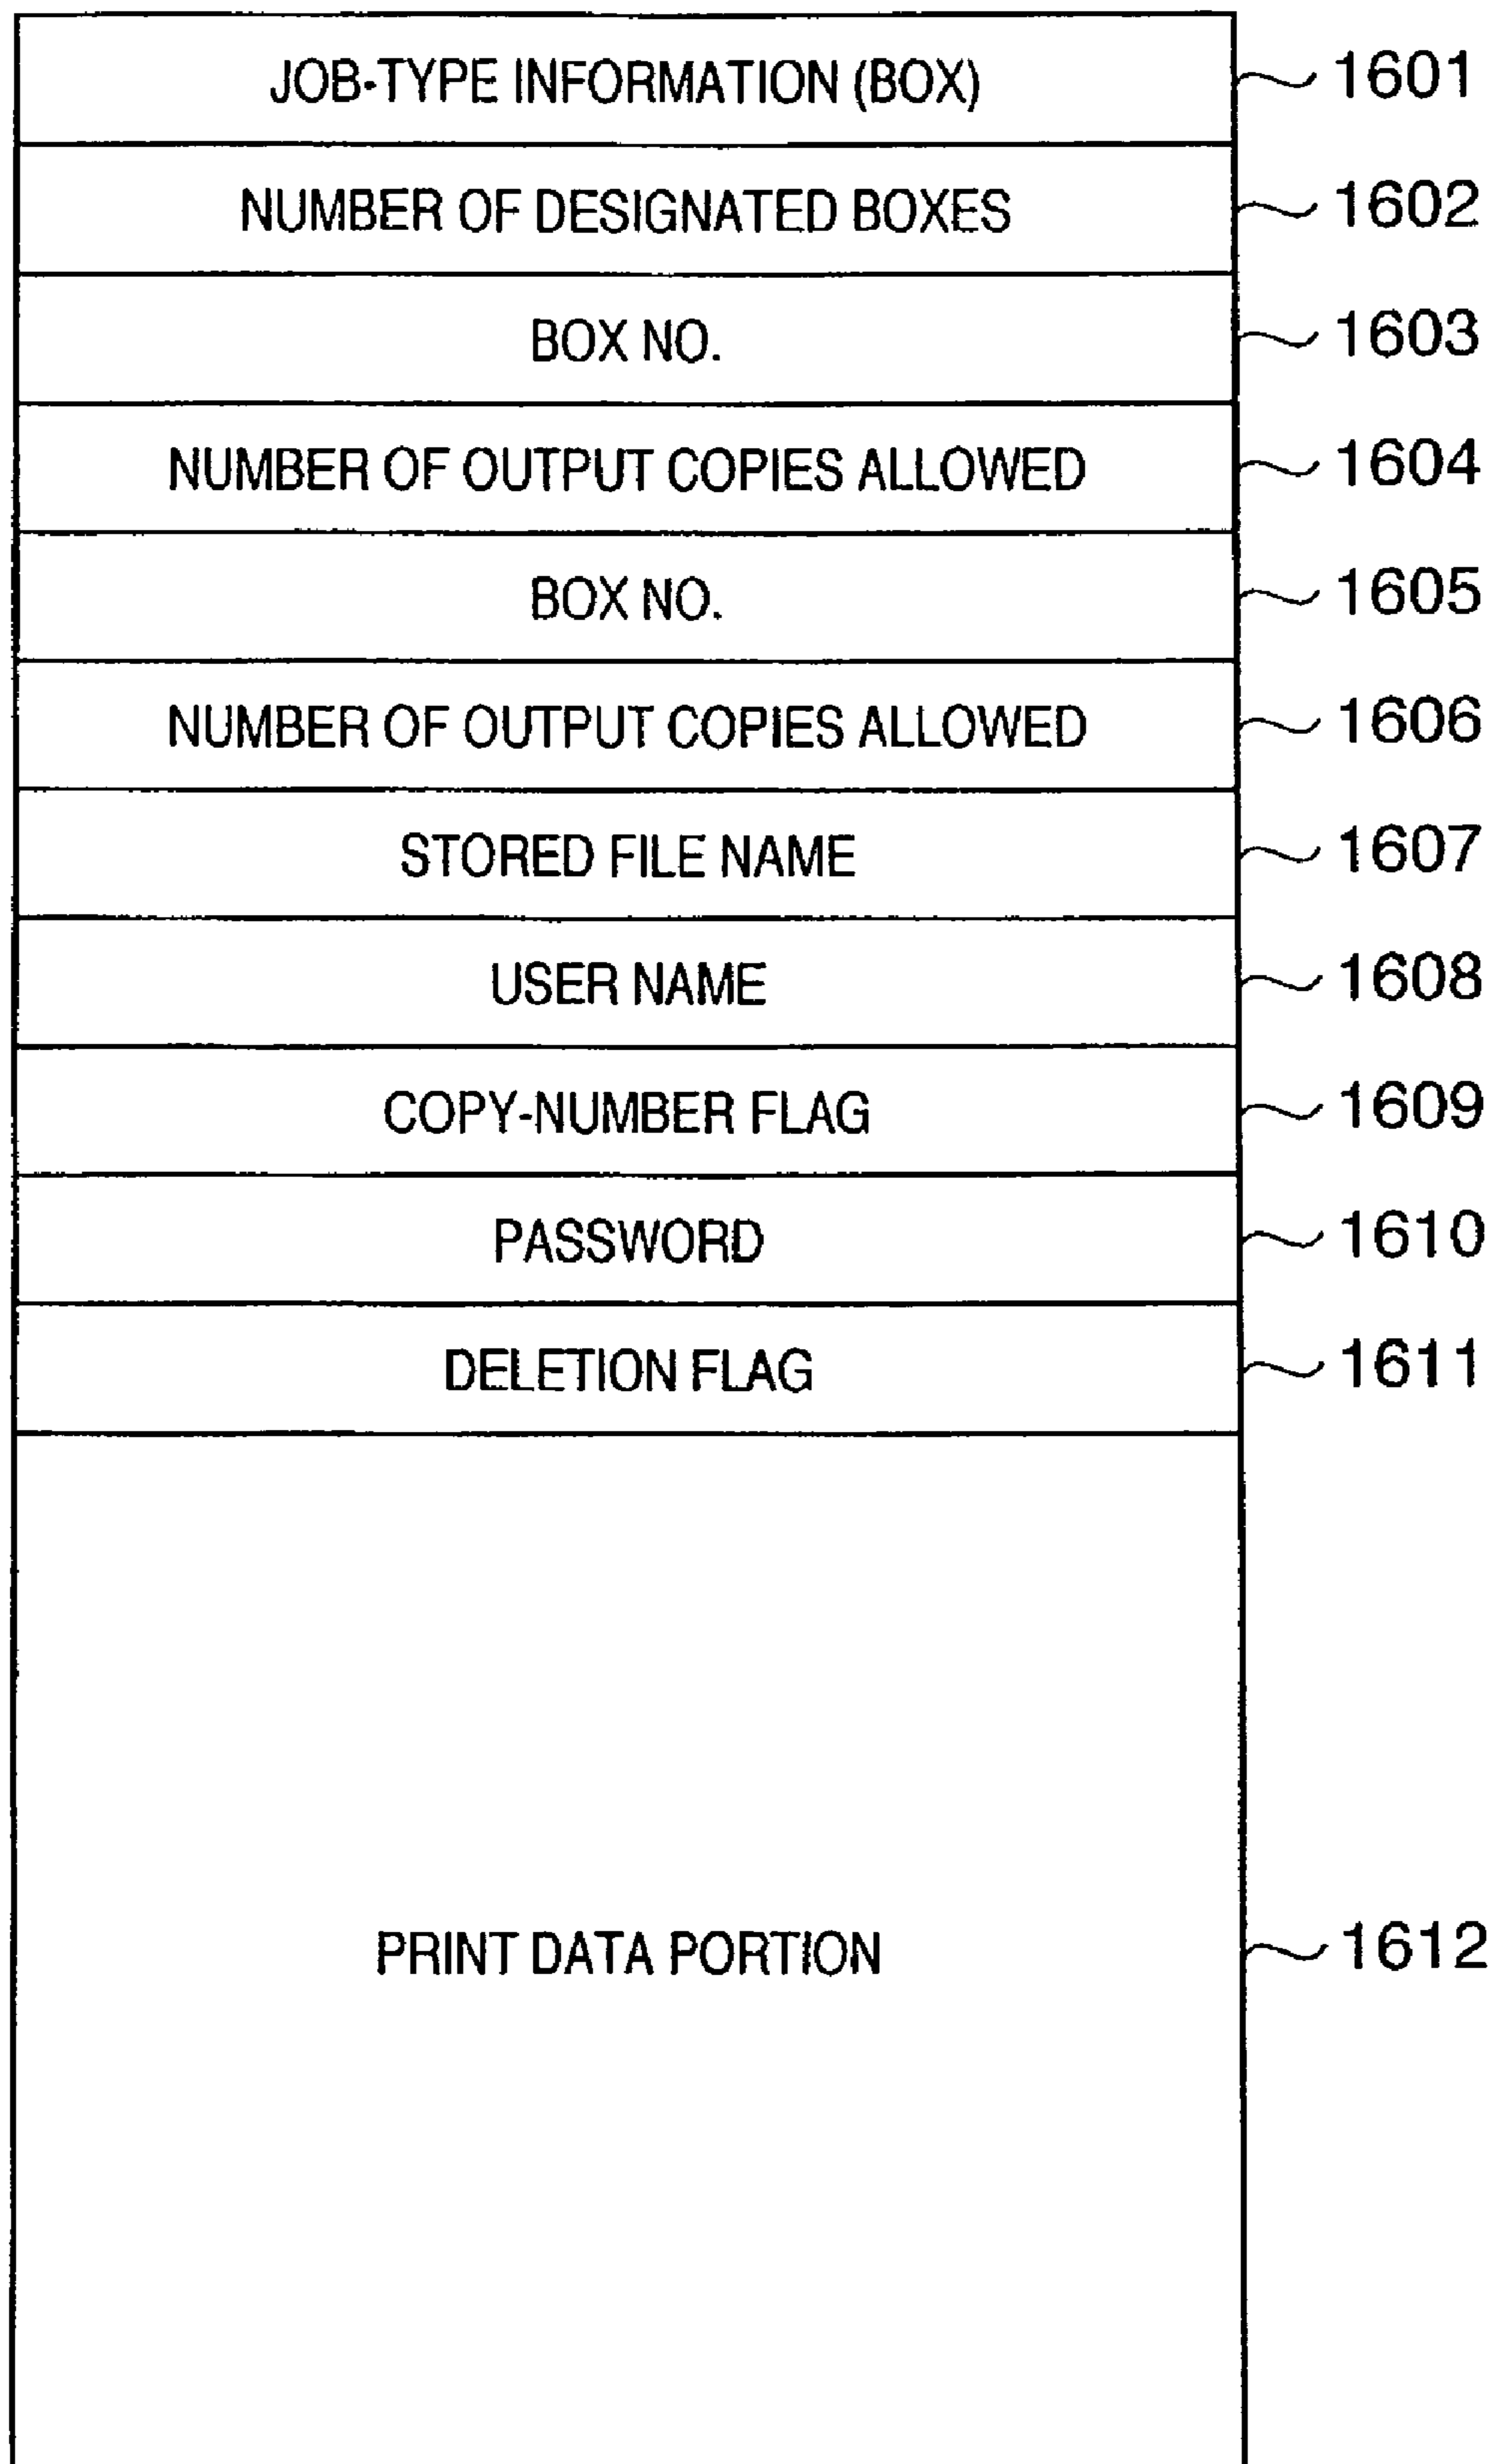 JOB-TYPE INFORMATION (BOX) 1601
NUMBER OF DESIGNATED BOXES 1602
BOX NO. 1603
NUMBER OF OUTPUT COPIES ALLOWED 1604
BOX NO. 1605
NUMBER OF OUTPUT COPIES ALLOWED 1606
STORED FILE NAME 1607
USER NAME 1608
COPY-NUMBER FLAG 1609
PASSWORD 1610
DELETION FLAG 1611
PRINT DATA PORTION 1612